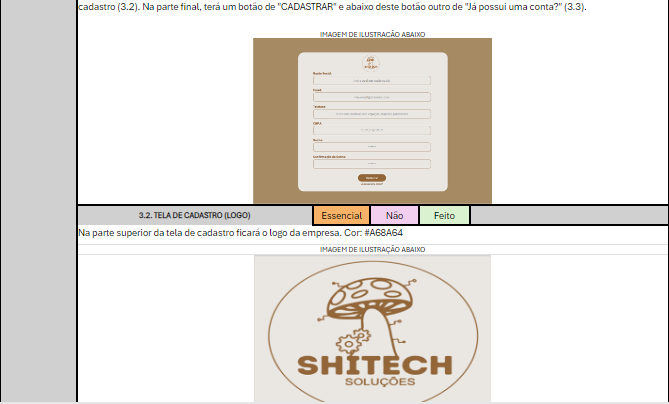 cadastro (3.2). Na parte final, terá um botão de "CADASTRAR" e abaixo deste botão outro de "Já possui uma conta?" (3.3).
IMAGEM DE ILUSTRACÃO ABAIXO
3.2. TELA DE CADASTRO (LOGO)
Essencial
Não
Feito
Na parte superior da tela de cadastro ficará o logo da empresa. Cor: #A68A64
IMAGEM DE ILUSTRAÇÃO ABAIXO
SHITECH
SOLUÇÕES